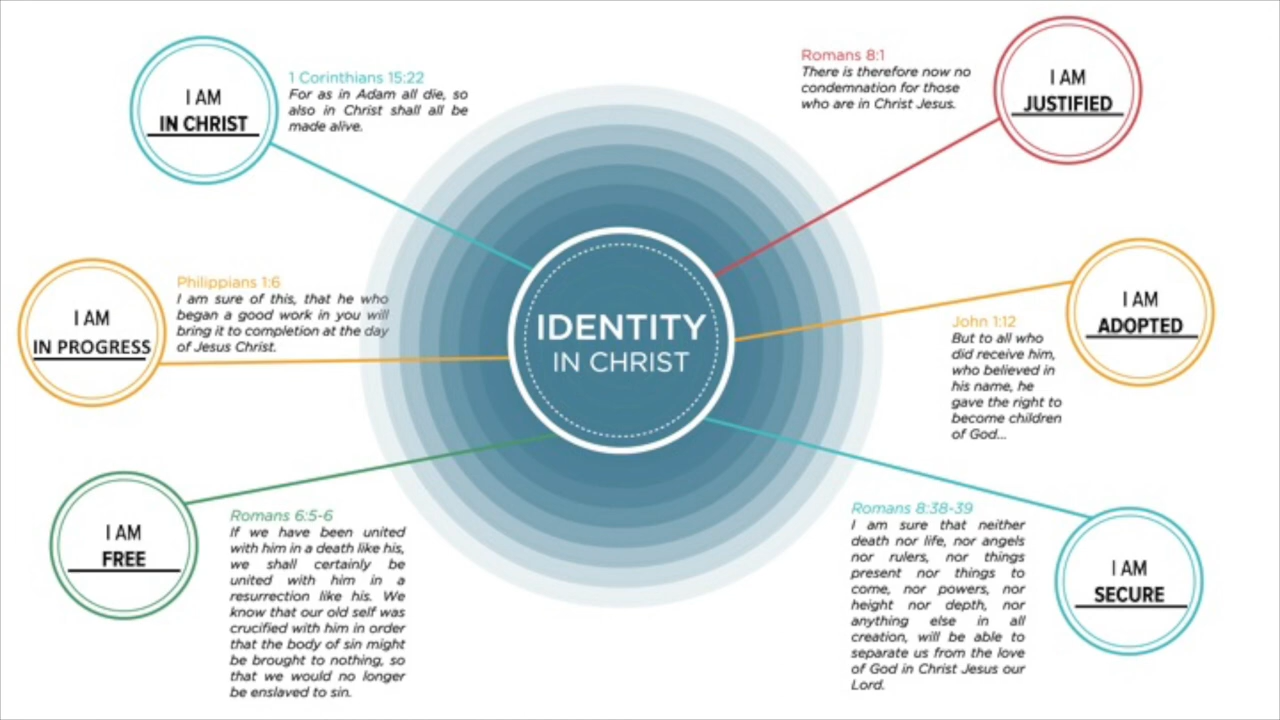 I AM
IN CHRIST
1 Corinthians 15:22
For as in Adam all die, so
also in Christ shall all be
made alive.
Romans 8:1
There is therefore now no
condemnation for those
who are in Christ Jesus.
I AM
JUSTIFIED
I AM
IN PROGRESS
Philippians 1:6
I am sure of this, that he who
began a good work in you will
bring it to completion at the day
of Jesus Christ.
IDENTITY
IN CHRIST
John 1:12
But to all who
did receive him,
who believed in
his name, he
gave the right to
become children
of God...
I AM
ADOPTED
I AM
FREE
Romans 6:5-6
If we have been united
with him in a death like his,
we shall certainly be
united with him in a
resurrection like his. We
know that our old self was
crucified with him in order
that the body of sin might
be brought to nothing, so
that we would no longer
be enslaved to sin.
Romans 8:38-39
I am sure that neither
death nor life, nor angels
nor rulers, nor things
present nor things to
come, nor powers, nor
height nor depth, nor
anything else in all
creation, will be able to
separate us from the love
of God in Christ Jesus our
Lord.
I AM
SECURE